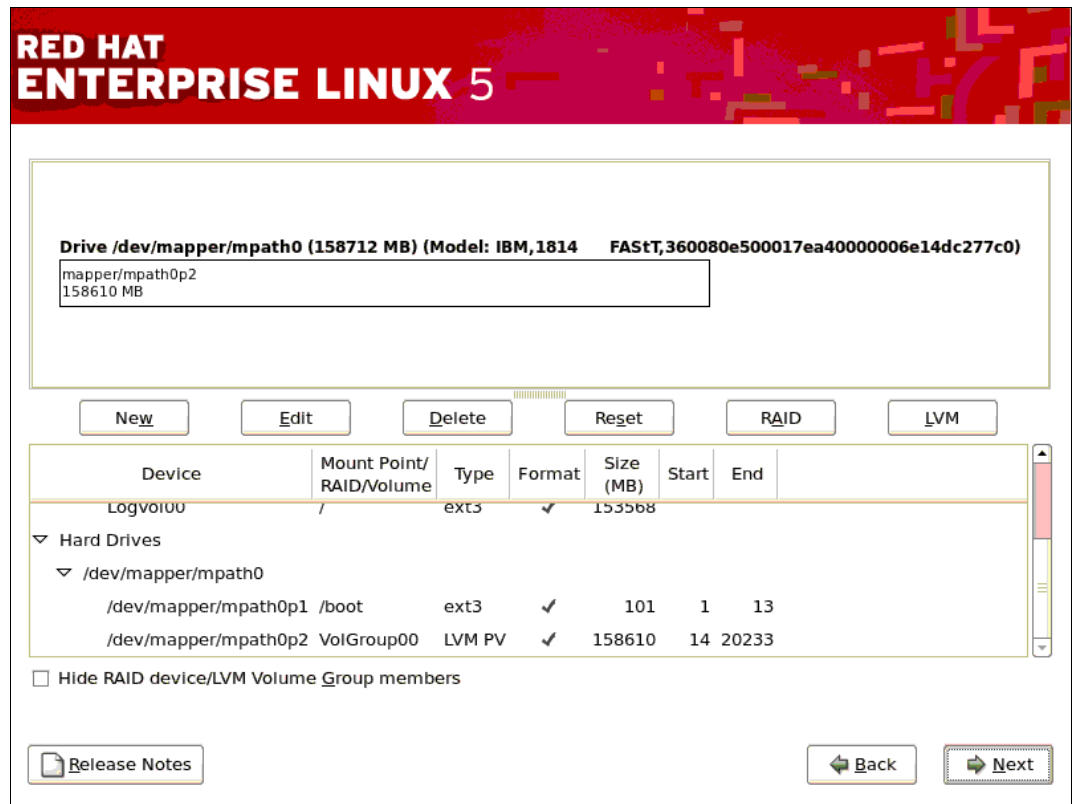 RED HAT
ENTERPRISE LINUX 5
Drive /dev/mapper/mpath0 (158712 MB) (Model: IBM,1814 FAStT,360080e500017ea40000006e14dc277c0)
mapper/mpath0p2
158610 MB
New Edit Delete Reset RAID LVM
Device Mount Point/ RAID/Volume Type Format Size (MB) Start End
LogVol00 / ext3 ✓ 153568
Hard Drives
/dev/mapper/mpath0
/dev/mapper/mpath0p1 /boot ext3 ✓ 101 1 13
/dev/mapper/mpath0p2 VolGroup00 LVM PV ✓ 158610 14 20233
Hide RAID device/LVM Volume Group members
Release Notes Back Next